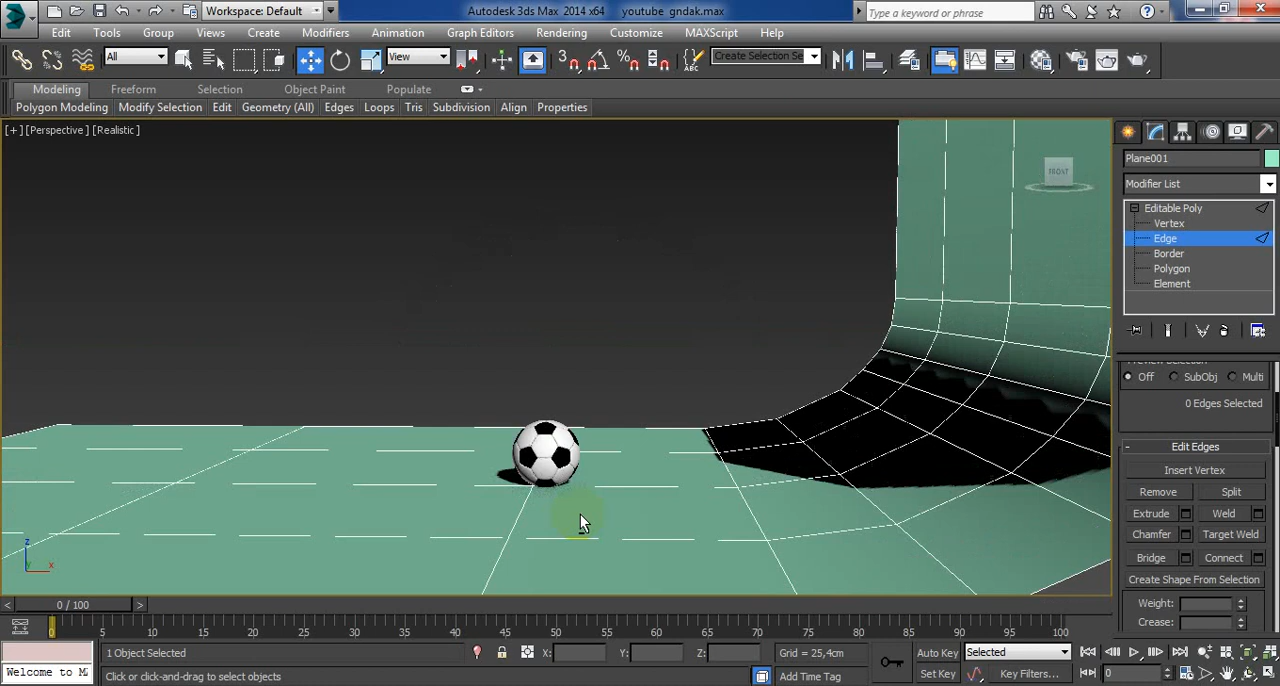 Workspace: Default
Autodesk 3ds Max 2014 x64 youtube gndak.max
Type a keyword or phrase
Edit Tools Group Views Create Modifiers Animation Graph Editors Rendering Customize MAXScript Help
All View Create Selection Se
Modeling Freeform Selection Object Paint Populate
Polygon Modeling Modify Selection Edit Geometry (All) Edges Loops Tris Subdivision Align Properties
[+] [Perspective] [Realistic]
FRONT
Plane001
Modifier List
Editable Poly
Vertex
Edge
Border
Polygon
Element
Off SubObj Multi
0 Edges Selected
Edit Edges
Insert Vertex
Remove Split
Extrude Weld
Chamfer Target Weld
Bridge Connect
Create Shape From Selection
Weight:
Crease:
z
y x
< 0 / 100 >
0 5 10 15 20 25 30 35 40 45 50 55 60 65 70 75 80 85 90 95 100
1 Object Selected X: Y: Z: Grid = 25,4cm Auto Key Selected
Welcome to M Click or click-and-drag to select objects Add Time Tag Set Key Key Filters... 0